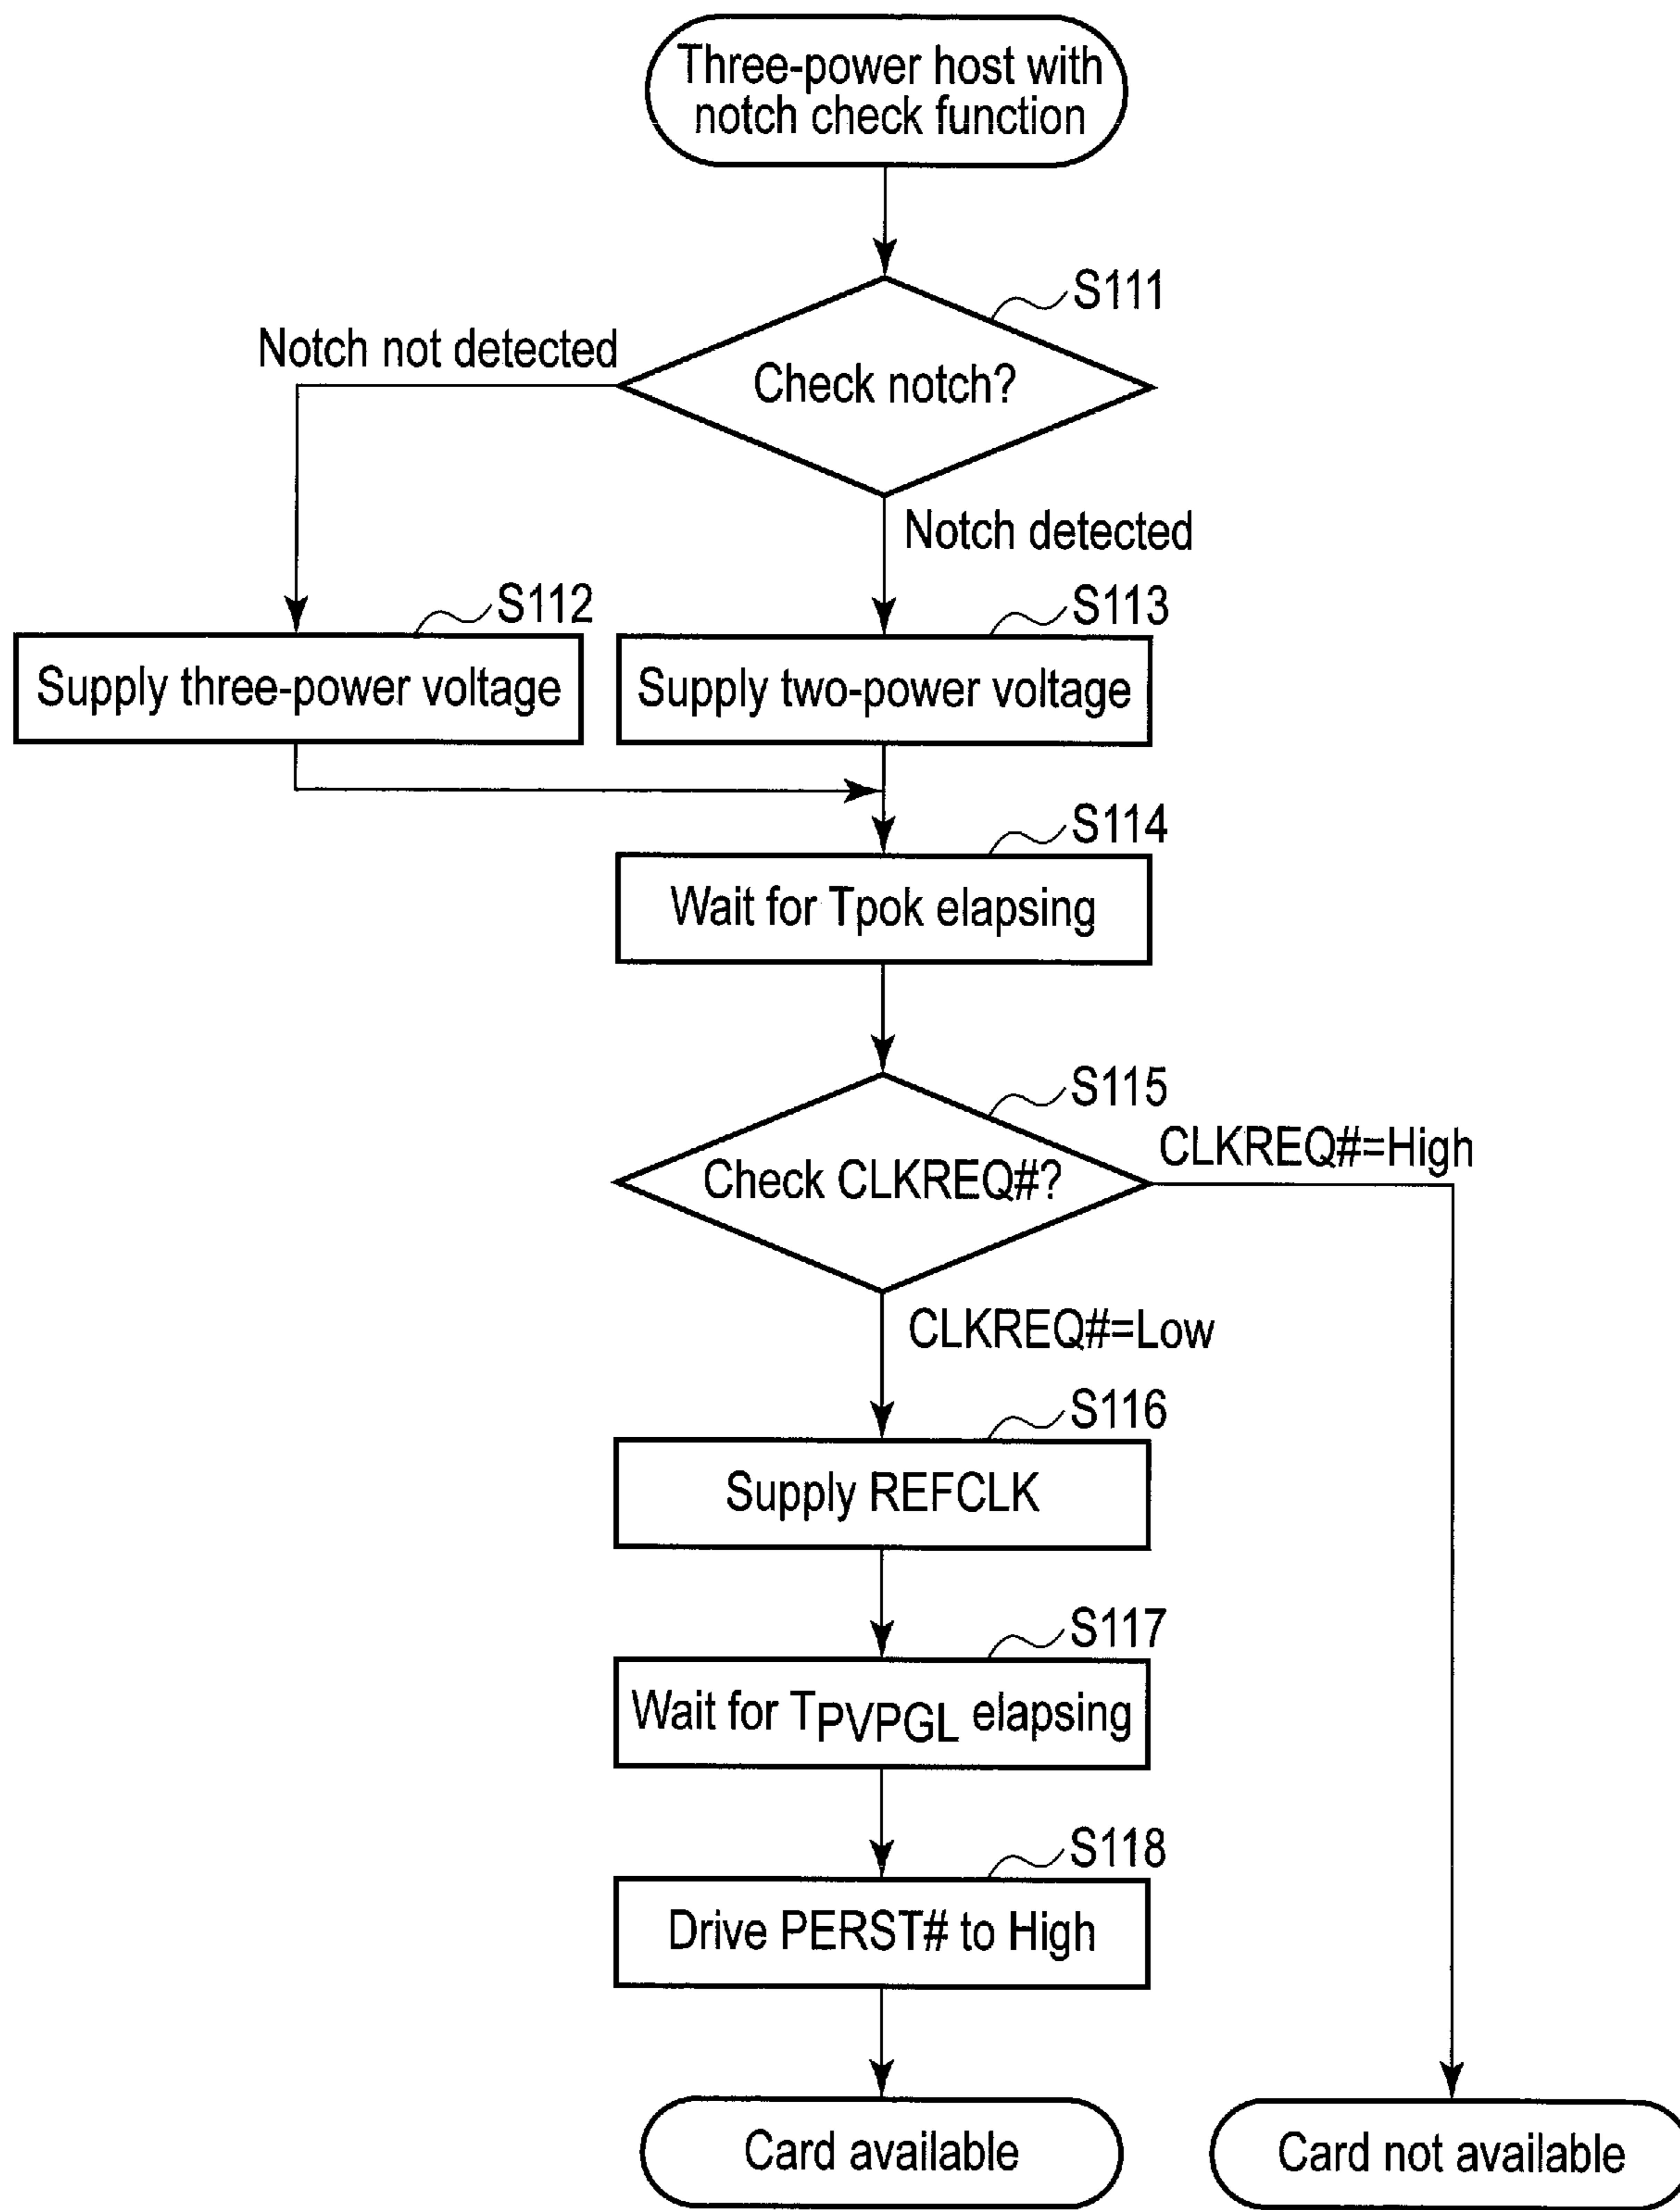 Three-power host with
notch check function
S111
Notch not detected
Check notch?
Notch detected
S112
S113
Supply three-power voltage
Supply two-power voltage
S114
Wait for Tpok elapsing
S115
CLKREQ#=High
Check CLKREQ#?
CLKREQ#=Low
S116
Supply REFCLK
S117
Wait for TPVPGL elapsing
S118
Drive PERST# to High
Card available
Card not available